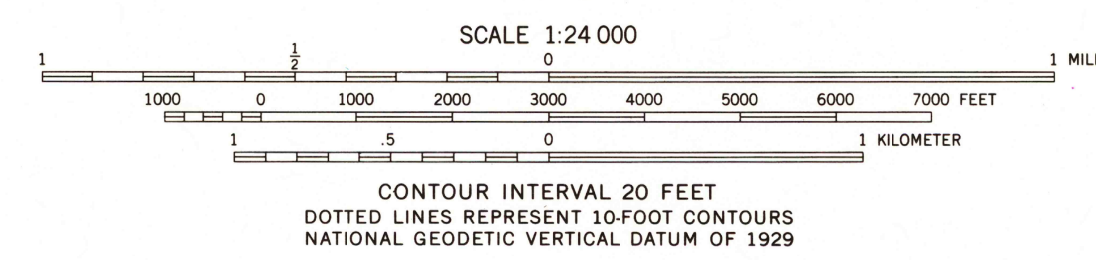 SCALE 1:24 000
1 ½ 0 1
1000 0 1000 2000 3000 4000 5000 6000 7000 FEET
1 .5 0 1 KILOMETER
CONTOUR INTERVAL 20 FEET
DOTTED LINES REPRESENT 10-FOOT CONTOURS
NATIONAL GEODETIC VERTICAL DATUM OF 1929